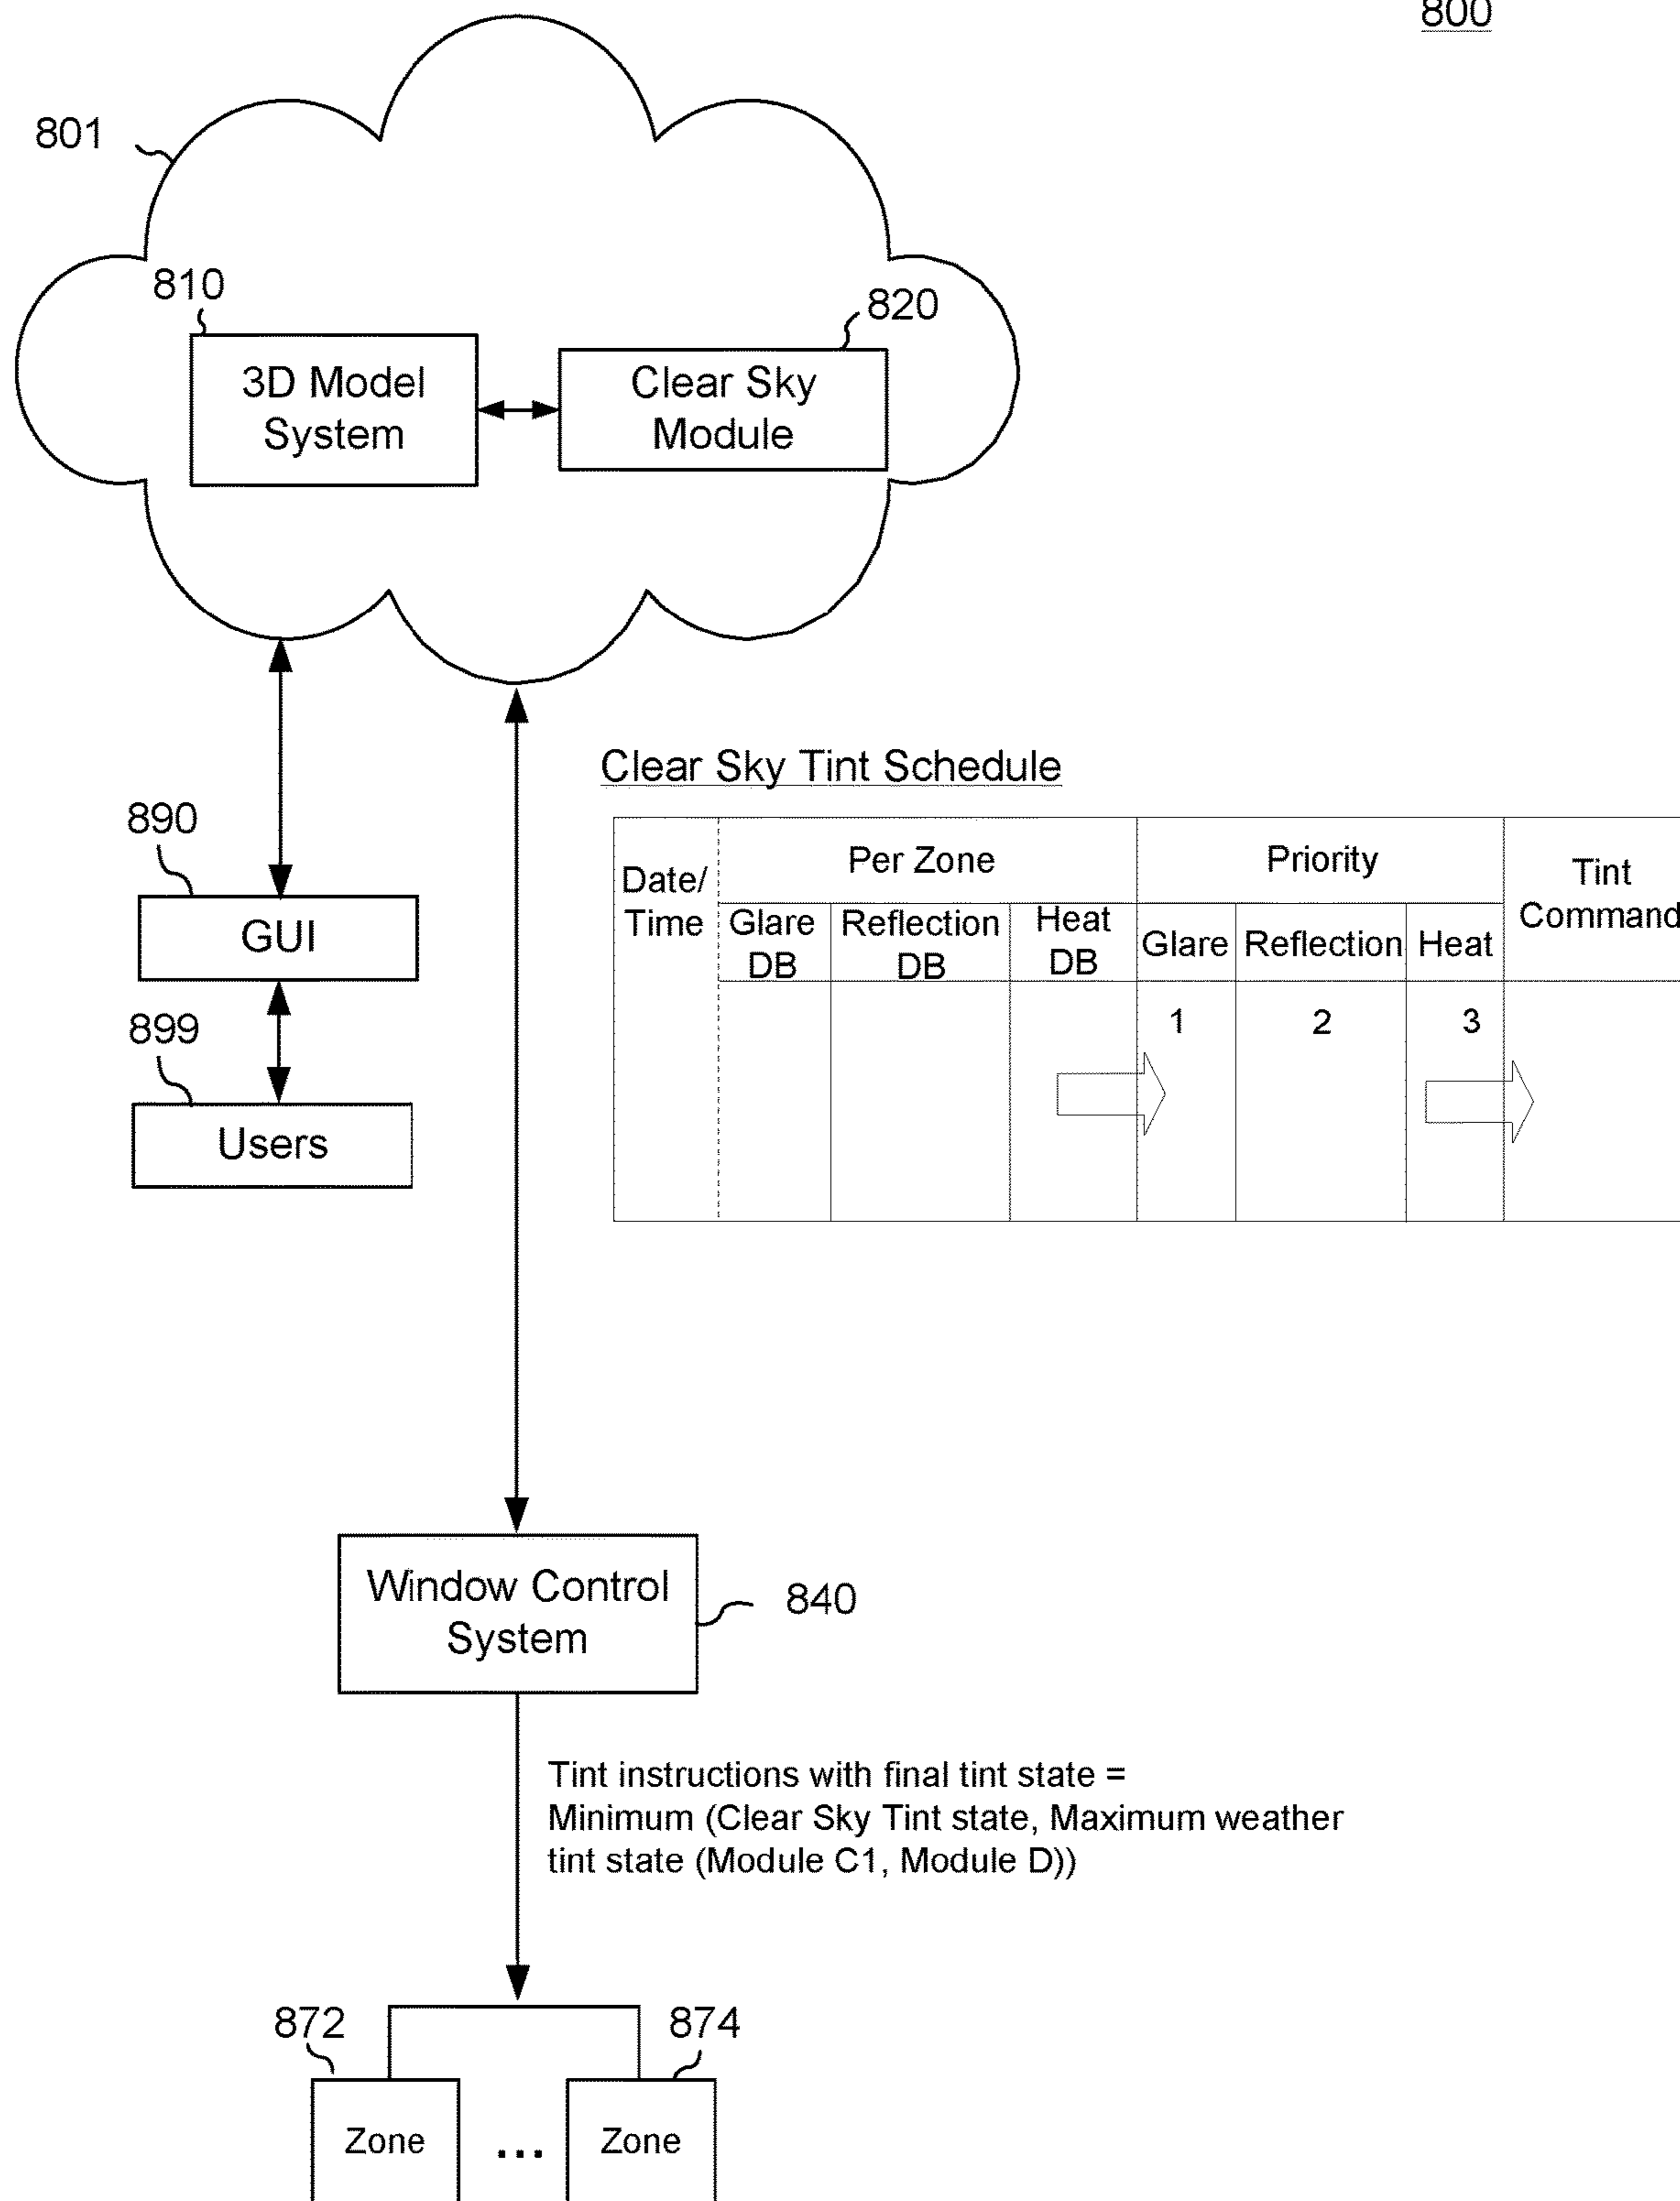 800
801
810
820
3D Model
System
Clear Sky
Module
Clear Sky Tint Schedule
890
GUI
899
Users
Date/
Time
Per Zone
Priority
Tint
Command
Glare
DB
Reflection
DB
Heat
DB
Glare
Reflection
Heat
1
2
3
Window Control
System
840
Tint instructions with final tint state =
Minimum (Clear Sky Tint state, Maximum weather
tint state (Module C1, Module D))
872
874
Zone
...
Zone